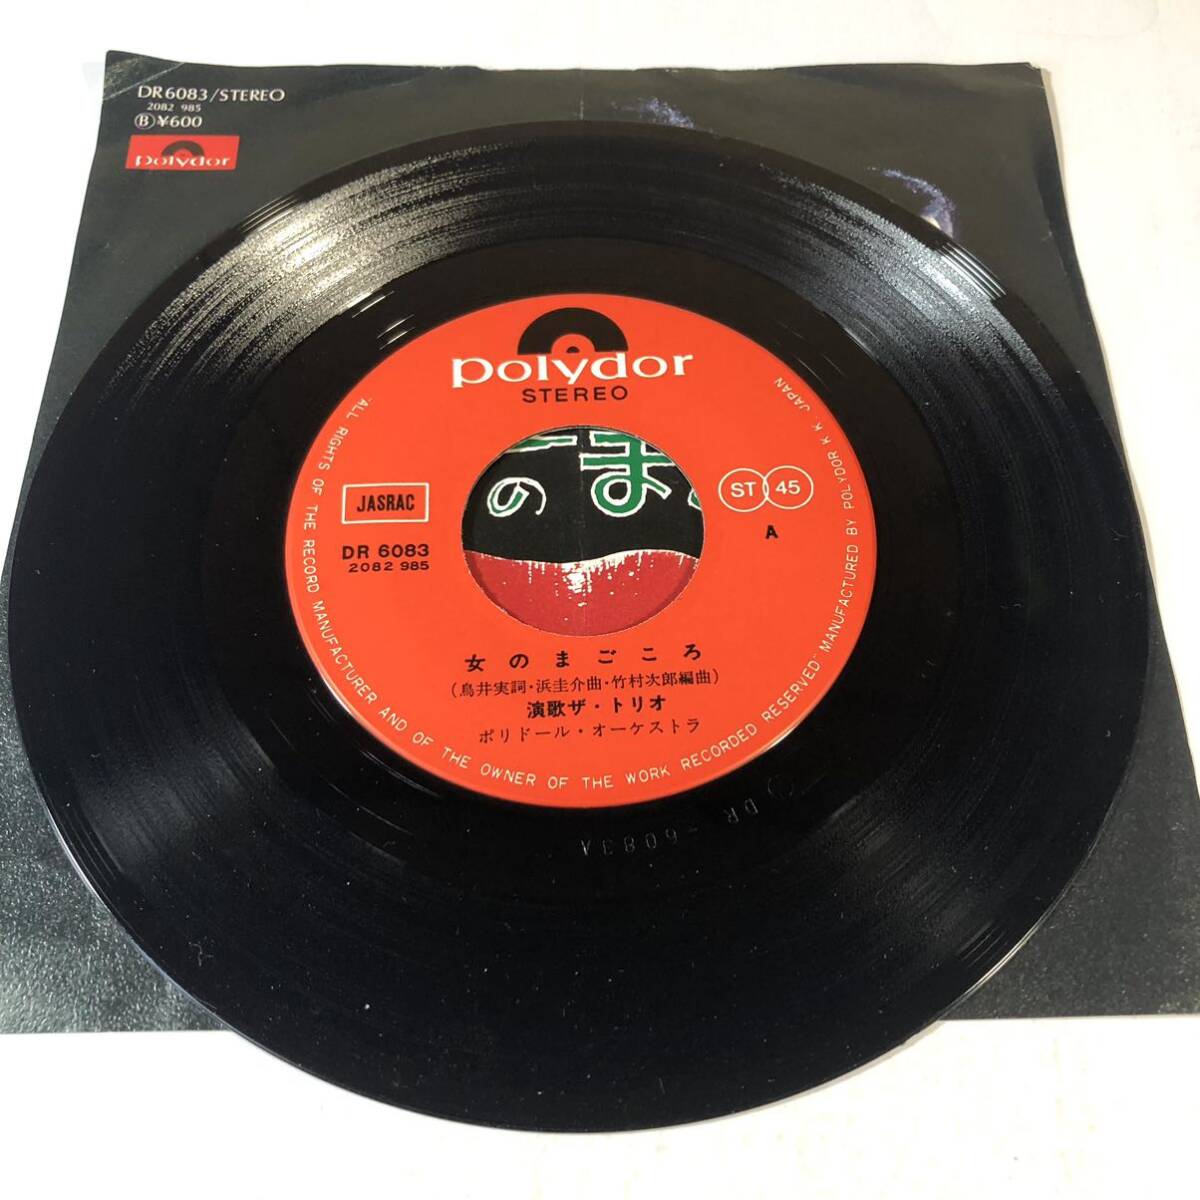 DR6083/STEREO
2082 985
Ⓑ¥600
polydor
polydor
STEREO
JASRAC
DR 6083
2082 985
ST 45
A
のま
女のまごころ
(鳥井実詞・浜圭介曲・竹村次郎編曲)
演歌ザ・トリオ
ポリドール・オーケストラ
"ALL RIGHTS OF THE RECORD MANUFACTURER AND OF THE OWNER OF THE WORK RECORDED RESERVED" MANUFACTURED BY POLYDOR K.K. JAPAN
DR-6083A